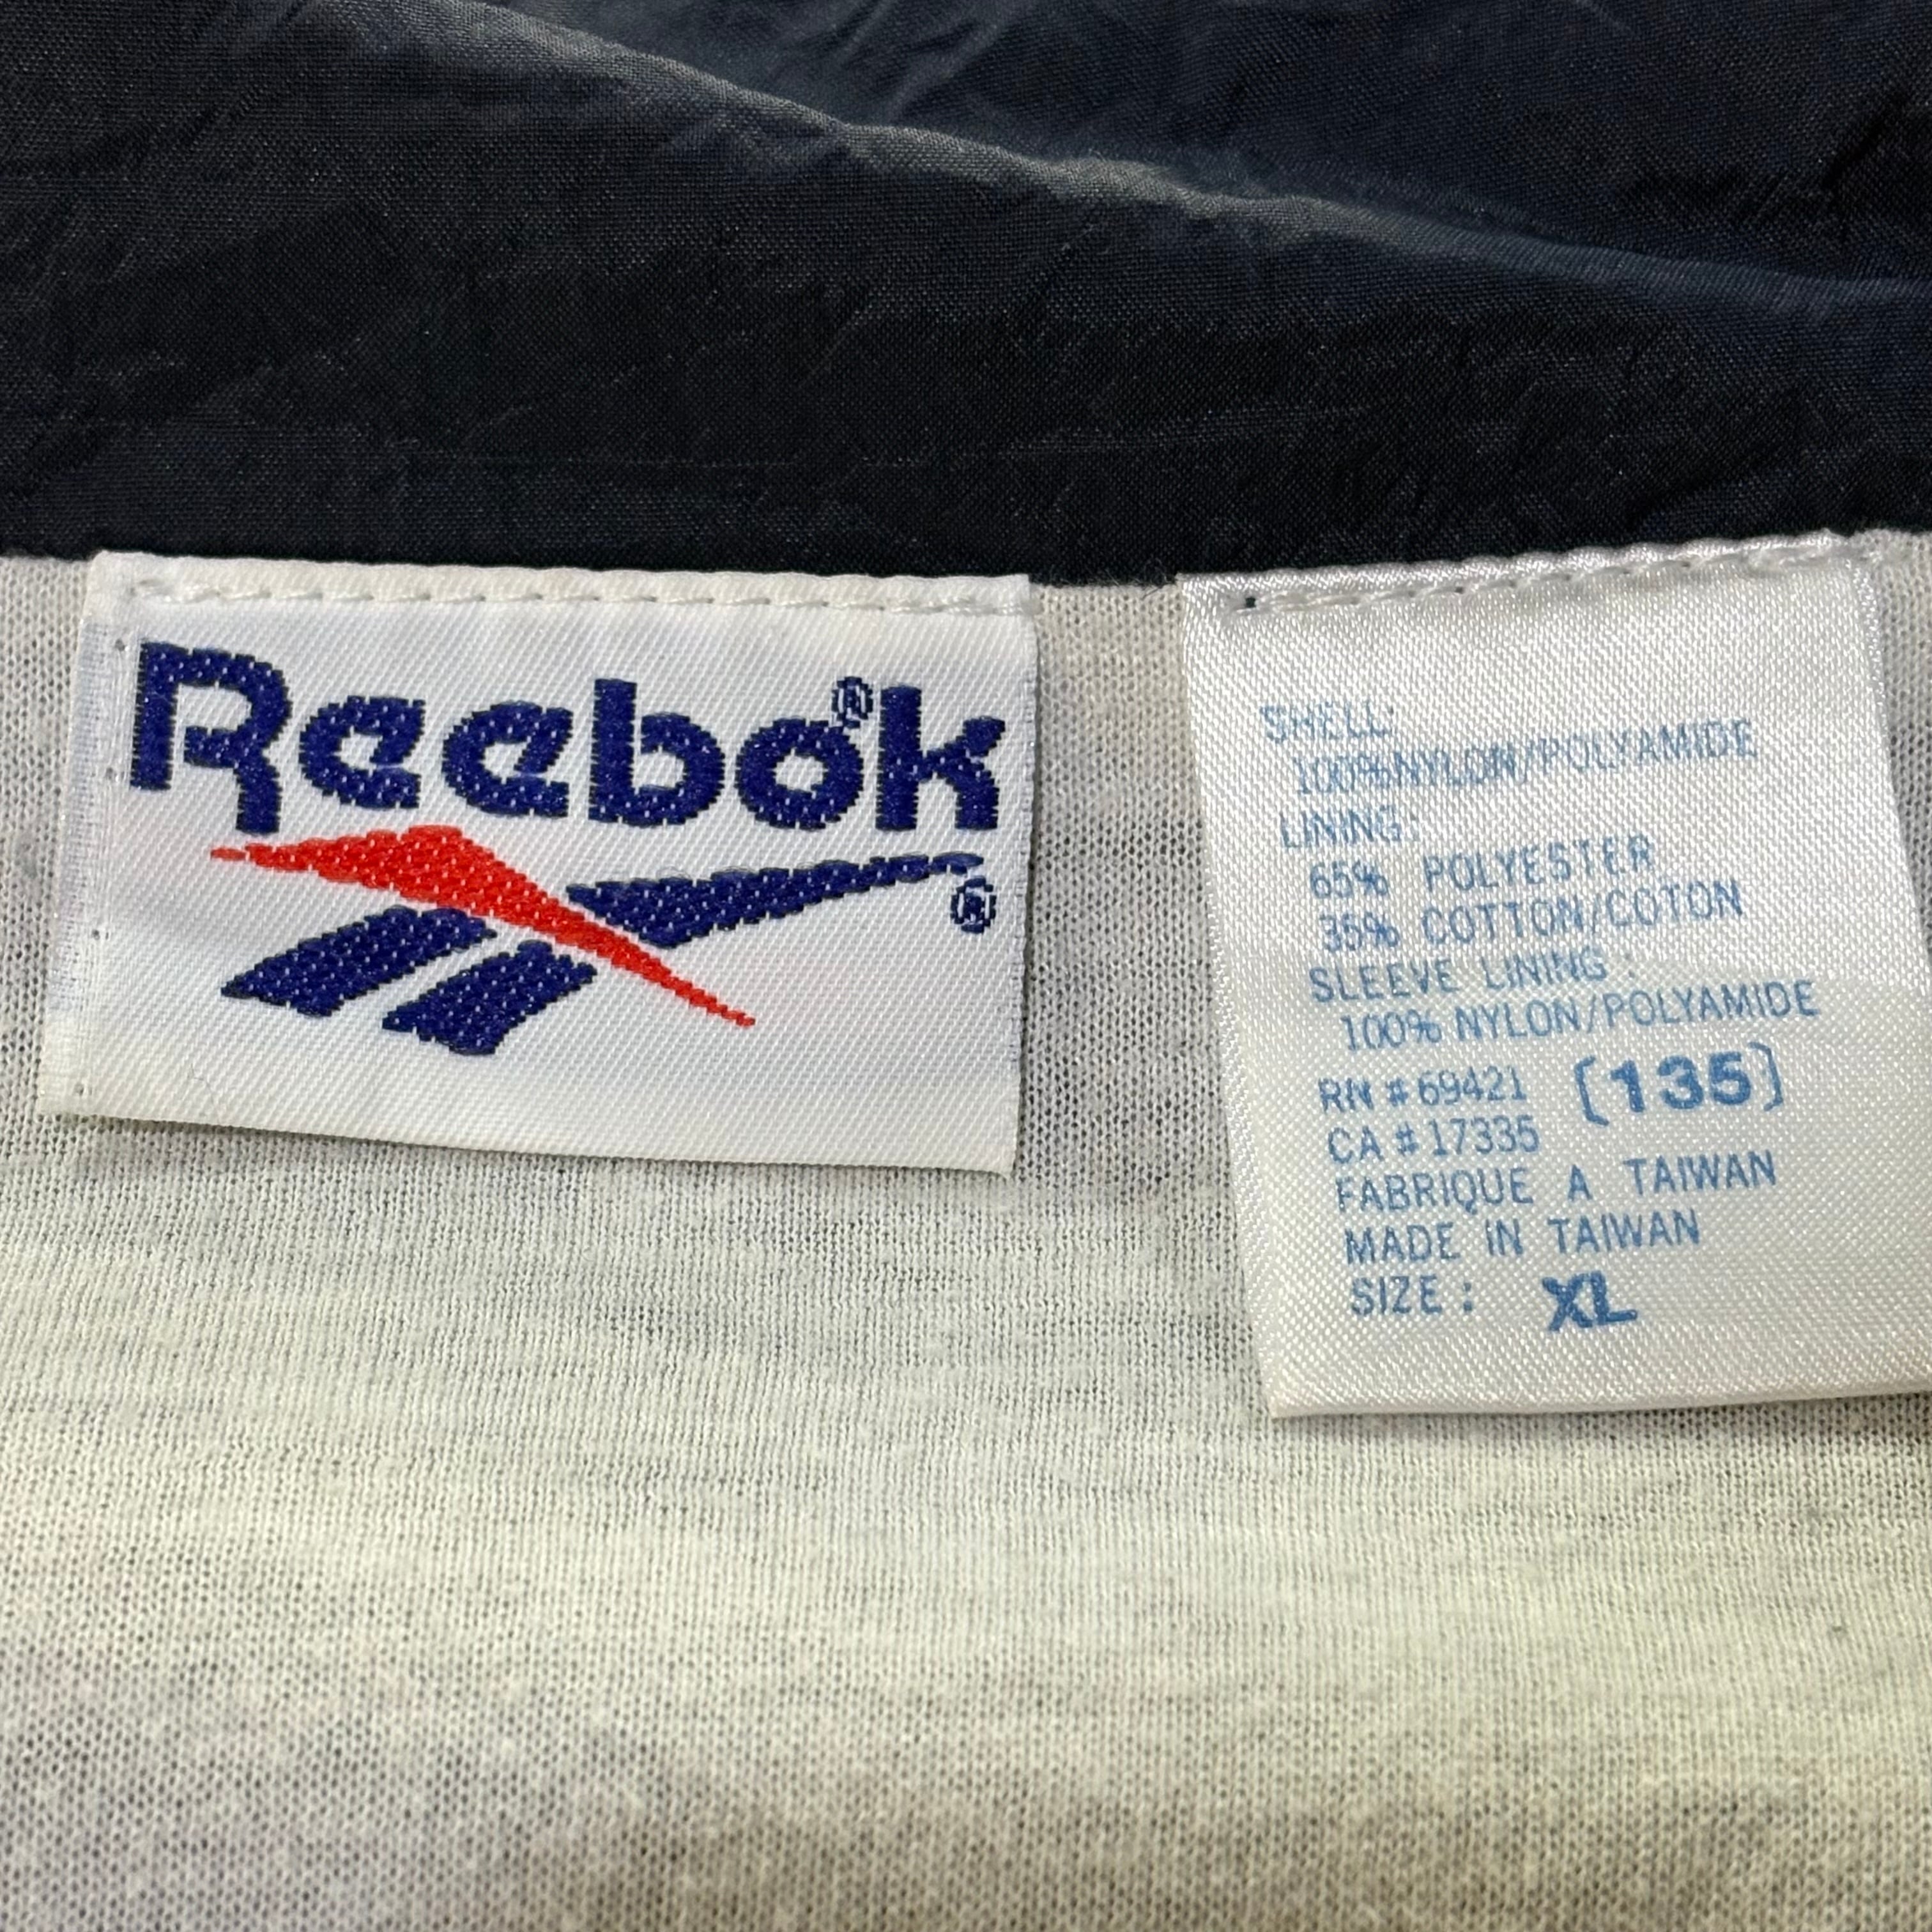 Reebok®
®
SHELL:
100%NYLON/POLYAMIDE
LINING:
65% POLYESTER
35% COTTON/COTON
SLEEVE LINING:
100% NYLON/POLYAMIDE
RN # 69421 [135]
CA # 17335
FABRIQUE A TAIWAN
MADE IN TAIWAN
SIZE: XL